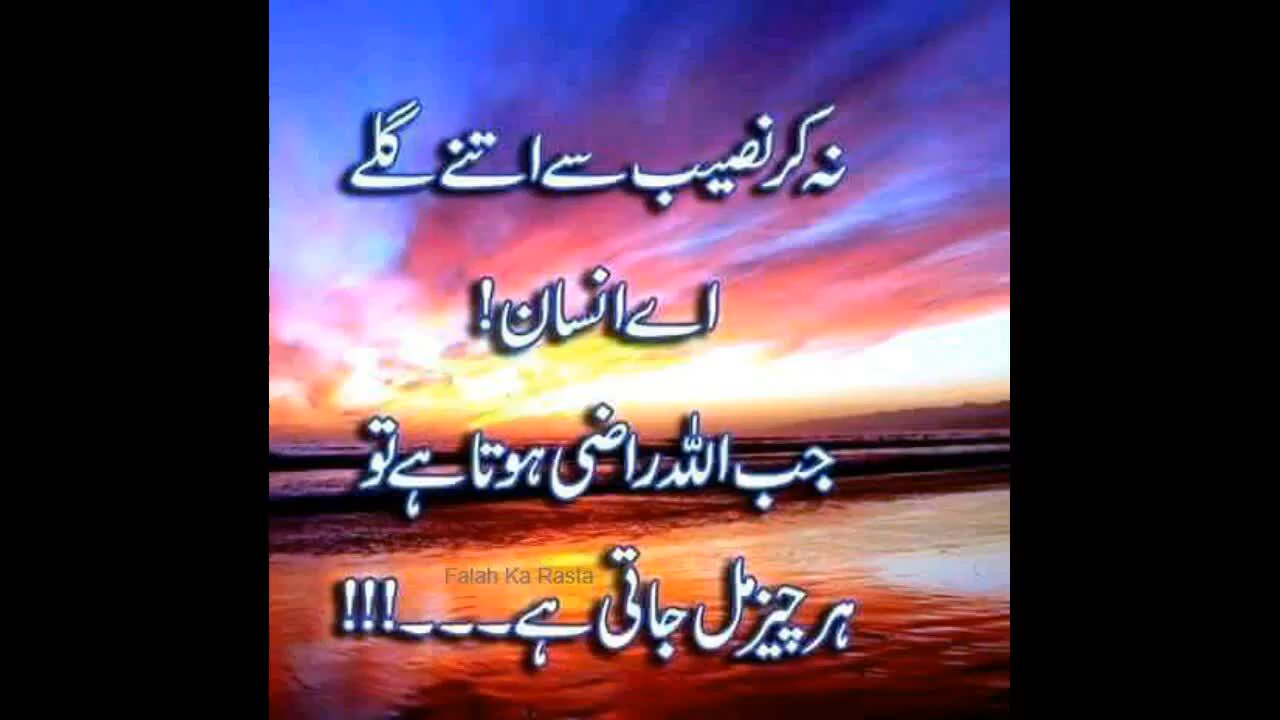 نہ کر نصیب سے اتنے گلے
اے انسان!
جب اللہ راضی ہوتا ہے تو
Falah Ka Rasta
ہر چیز مل جاتی ہے۔۔۔!!!